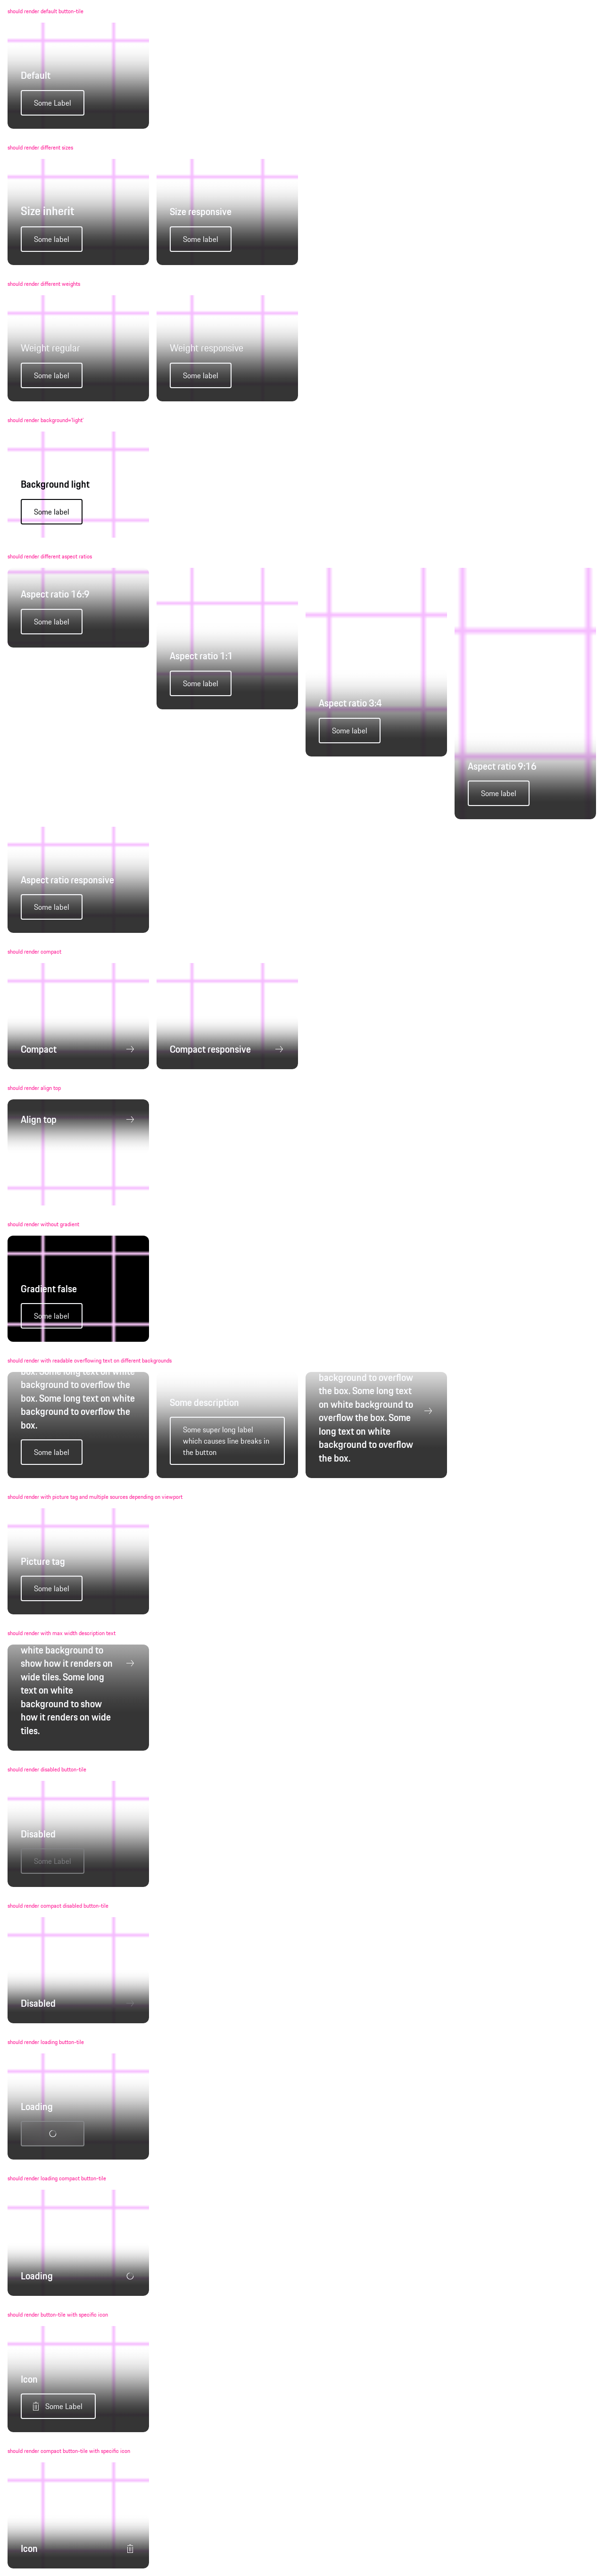 should render default button-tile
Default
Some Label
should render different sizes
Size inherit
Some label
Size responsive
Some label
should render different weights
Weight regular
Some label
Weight responsive
Some label
should render background='light'
Background light
Some label
should render different aspect ratios
Aspect ratio 16:9
Some label
Aspect ratio 1:1
Some label
Aspect ratio 3:4
Some label
Aspect ratio 9:16
Some label
Aspect ratio responsive
Some label
should render compact
Compact
Compact responsive
should render align top
Align top
should render without gradient
Gradient false
Some label
should render with readable overflowing text on different backgrounds
box. Some long text on white
background to overflow the
box. Some long text on white
background to overflow the
box.
Some label
Some description
Some super long label
which causes line breaks in
the button
background to overflow
the box. Some long text
on white background to
overflow the box. Some
long text on white
background to overflow
the box.
should render with picture tag and multiple sources depending on viewport
Picture tag
Some label
should render with max width description text
white background to
show how it renders on
wide tiles. Some long
text on white
background to show
how it renders on wide
tiles.
should render disabled button-tile
Disabled
Some Label
should render compact disabled button-tile
Disabled
should render loading button-tile
Loading
should render loading compact button-tile
Loading
should render button-tile with specific icon
Icon
Some Label
should render compact button-tile with specific icon
Icon